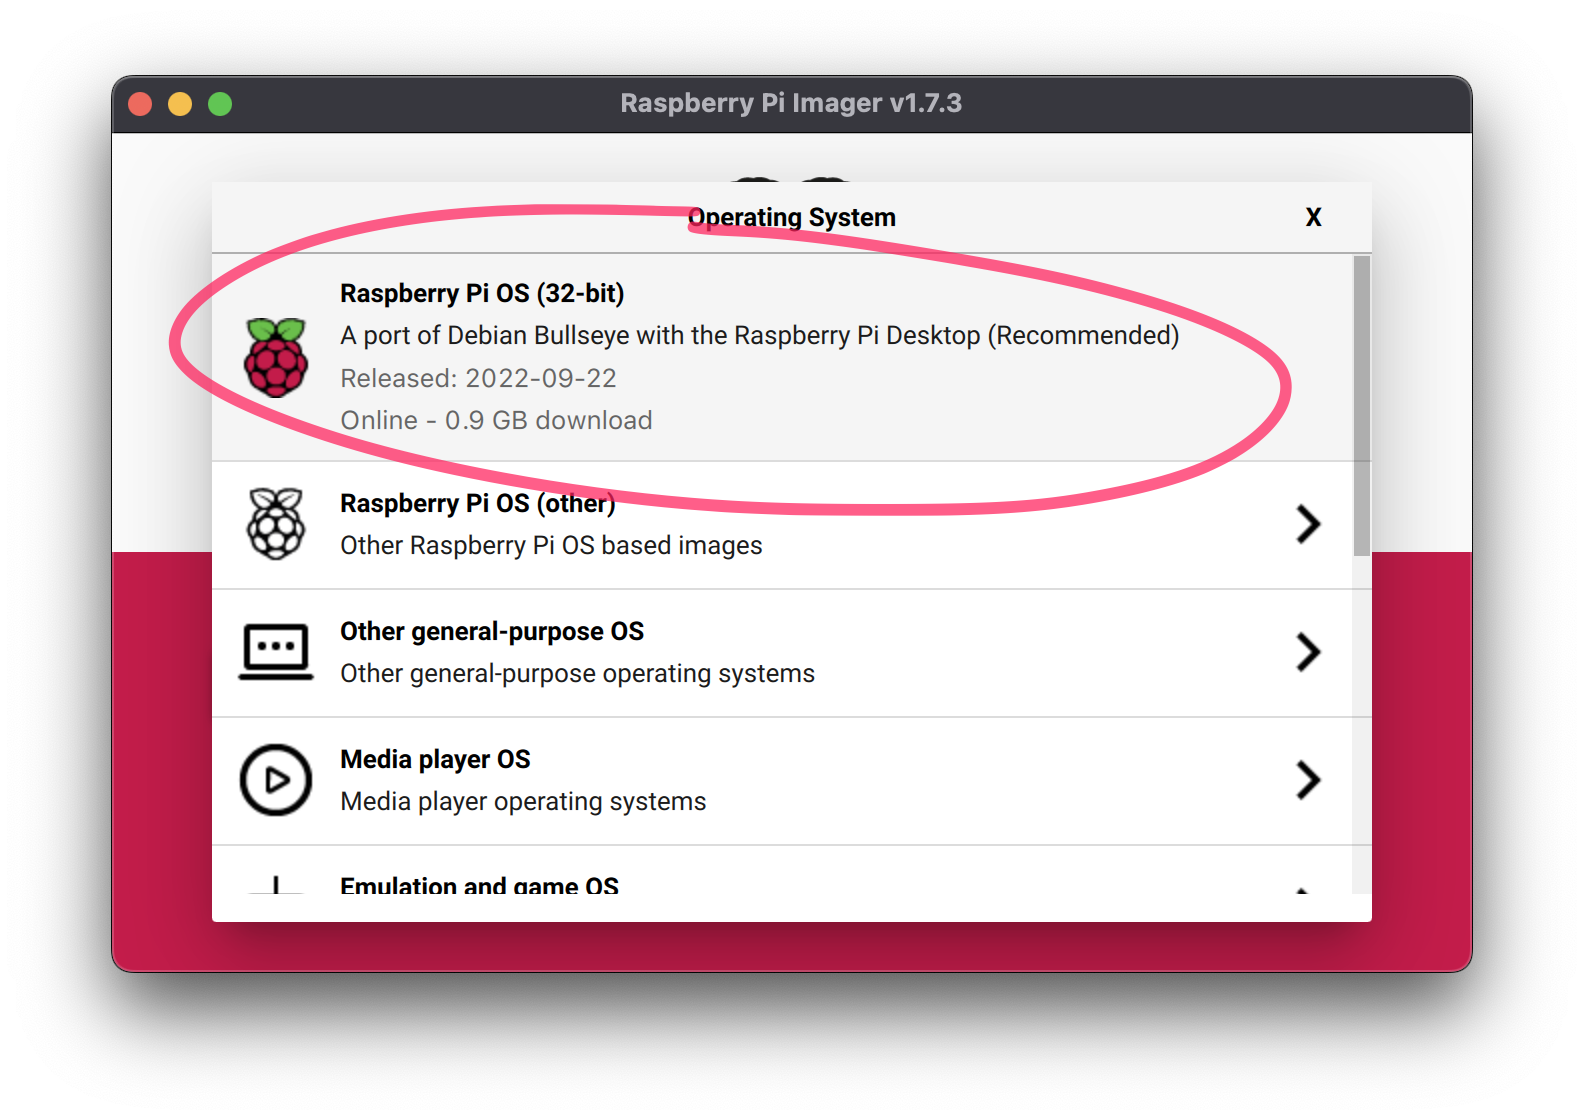 Raspberry Pi Imager v1.7.3
Operating System
X
Raspberry Pi OS (32-bit)
A port of Debian Bullseye with the Raspberry Pi Desktop (Recommended)
Released: 2022-09-22
Online - 0.9 GB download
Raspberry Pi OS (other)
Other Raspberry Pi OS based images
Other general-purpose OS
Other general-purpose operating systems
Media player OS
Media player operating systems
Emulation and game OS